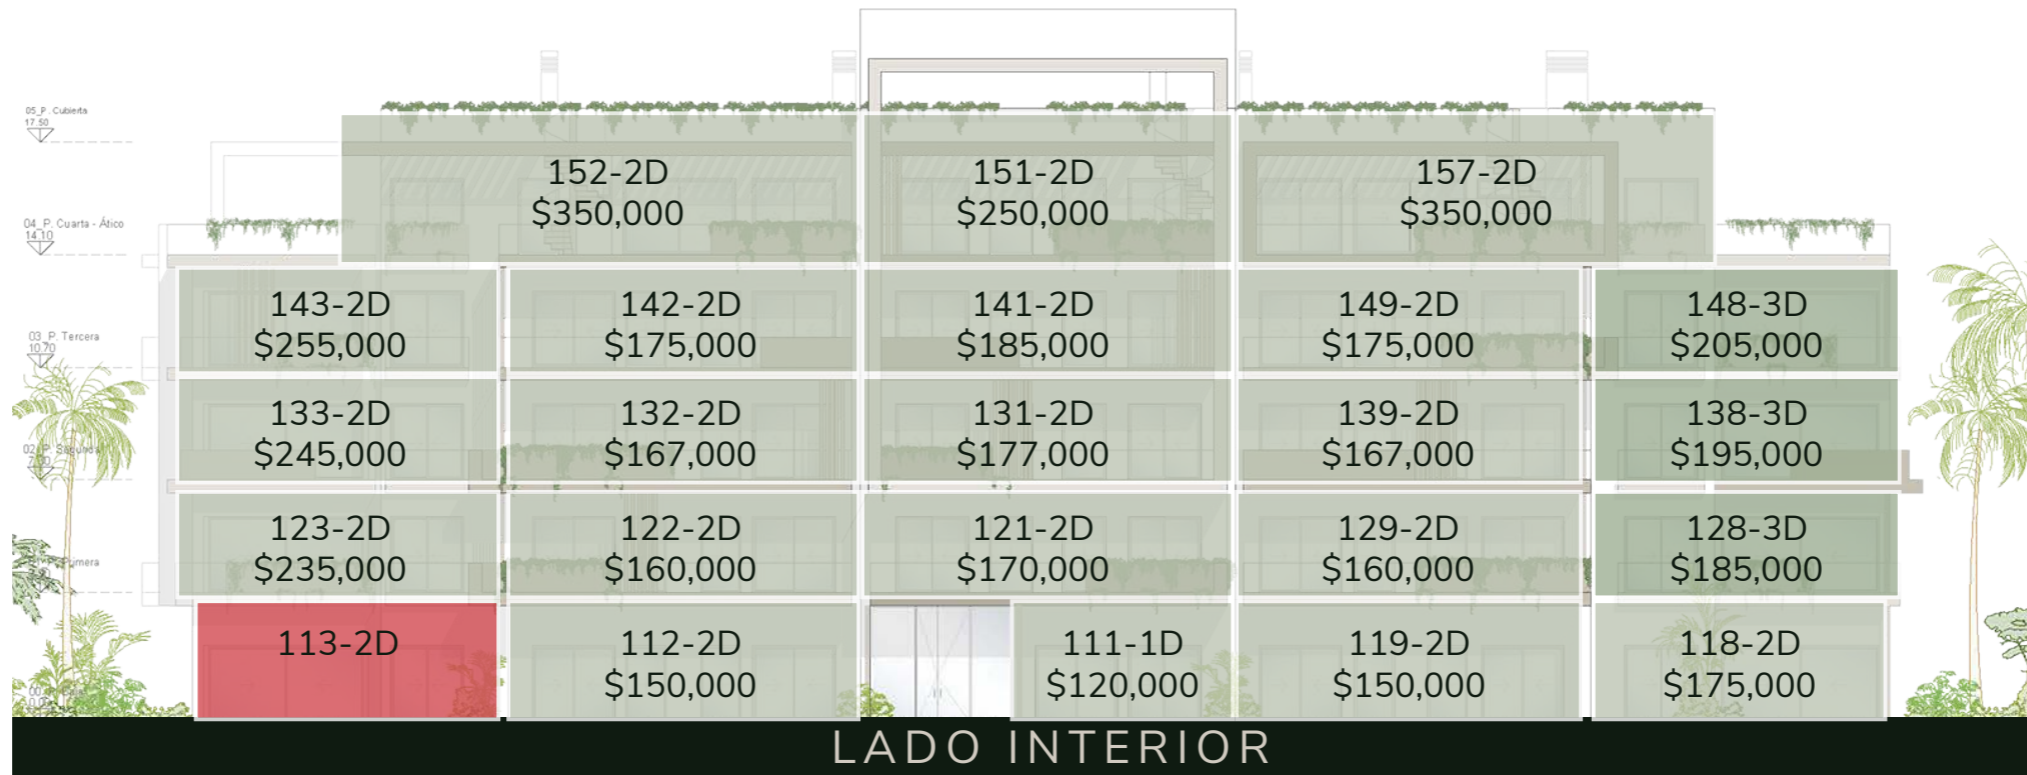 05_P. Cubierta
17.50
152-2D
$350,000
151-2D
$250,000
157-2D
$350,000
04_P. Cuarta - Ático
14.10
143-2D
$255,000
142-2D
$175,000
141-2D
$185,000
149-2D
$175,000
148-3D
$205,000
03_P. Tercera
10.70
133-2D
$245,000
132-2D
$167,000
131-2D
$177,000
139-2D
$167,000
138-3D
$195,000
02_P. Segunda
123-2D
$235,000
122-2D
$160,000
121-2D
$170,000
129-2D
$160,000
128-3D
$185,000
Primera
113-2D
112-2D
$150,000
111-1D
$120,000
119-2D
$150,000
118-2D
$175,000
LADO INTERIOR